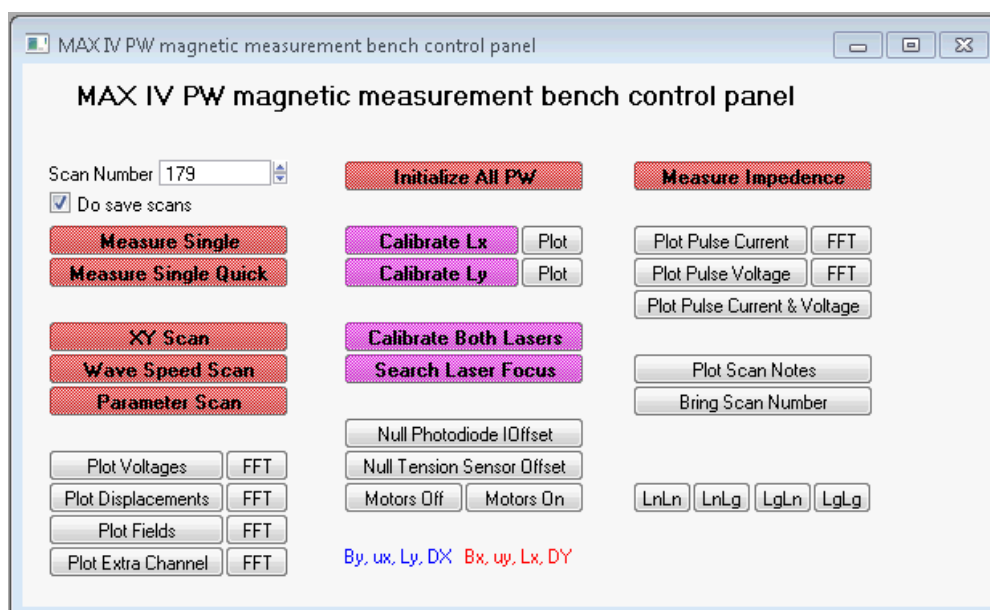 MAX IV PW magnetic measurement bench control panel
MAX IV PW magnetic measurement bench control panel
Scan Number 179
Initialize All PW
Measure Impedence
Do save scans
Measure Single
Calibrate Lx Plot
Plot Pulse Current FFT
Measure Single Quick
Calibrate Ly Plot
Plot Pulse Voltage FFT
Plot Pulse Current & Voltage
XY Scan
Calibrate Both Lasers
Wave Speed Scan
Search Laser Focus
Plot Scan Notes
Parameter Scan
Bring Scan Number
Null Photodiode IOffset
Plot Voltages FFT
Null Tension Sensor Offset
Plot Displacements FFT
Motors Off Motors On
LnLn LnLg LgLn LgLg
Plot Fields FFT
Plot Extra Channel FFT
By, ux, Ly, DX Bx, uy, Lx, DY